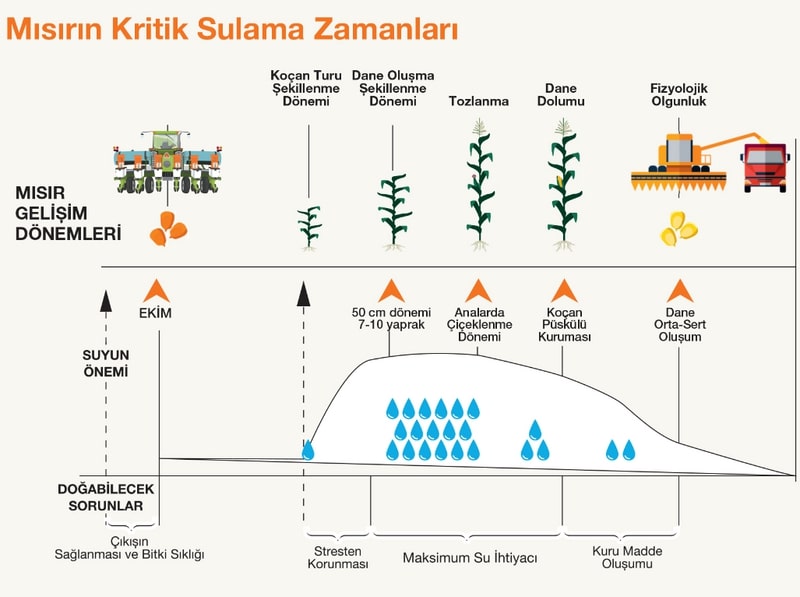 Mısırın Kritik Sulama Zamanları
Koçan Turu
Şekillenme
Dönemi
Dane Oluşma
Şekillenme
Dönemi
Tozlanma
Dane
Dolumu
Fizyolojik
Olgunluk
MISIR
GELİŞİM
DÖNEMLERİ
EKİM
50 cm dönemi
7-10 yaprak
Analarda
Çiçeklenme
Dönemi
Koçan
Püskülü
Kuruması
Dane
Orta-Sert
Oluşum
SUYUN
ÖNEMİ
DOĞABİLECEK
SORUNLAR
Çıkışın
Sağlanması ve Bitki Sıklığı
Stresten
Korunması
Maksimum Su İhtiyacı
Kuru Madde
Oluşumu